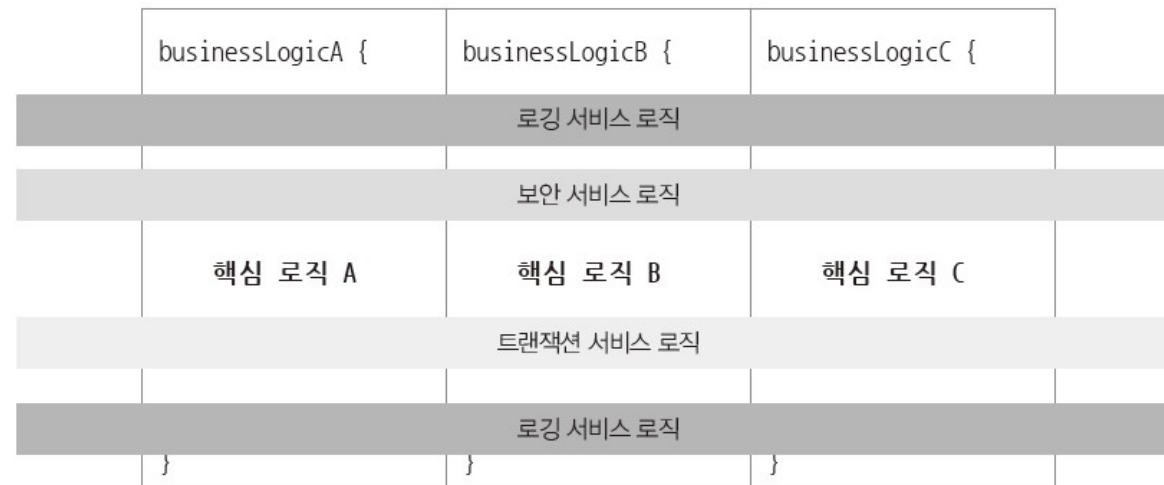 businessLogicA { businessLogicB { businessLogicC {
로깅 서비스 로직
보안 서비스 로직
핵심 로직 A 핵심 로직 B 핵심 로직 C
트랜잭션 서비스 로직
로깅 서비스 로직
} } }